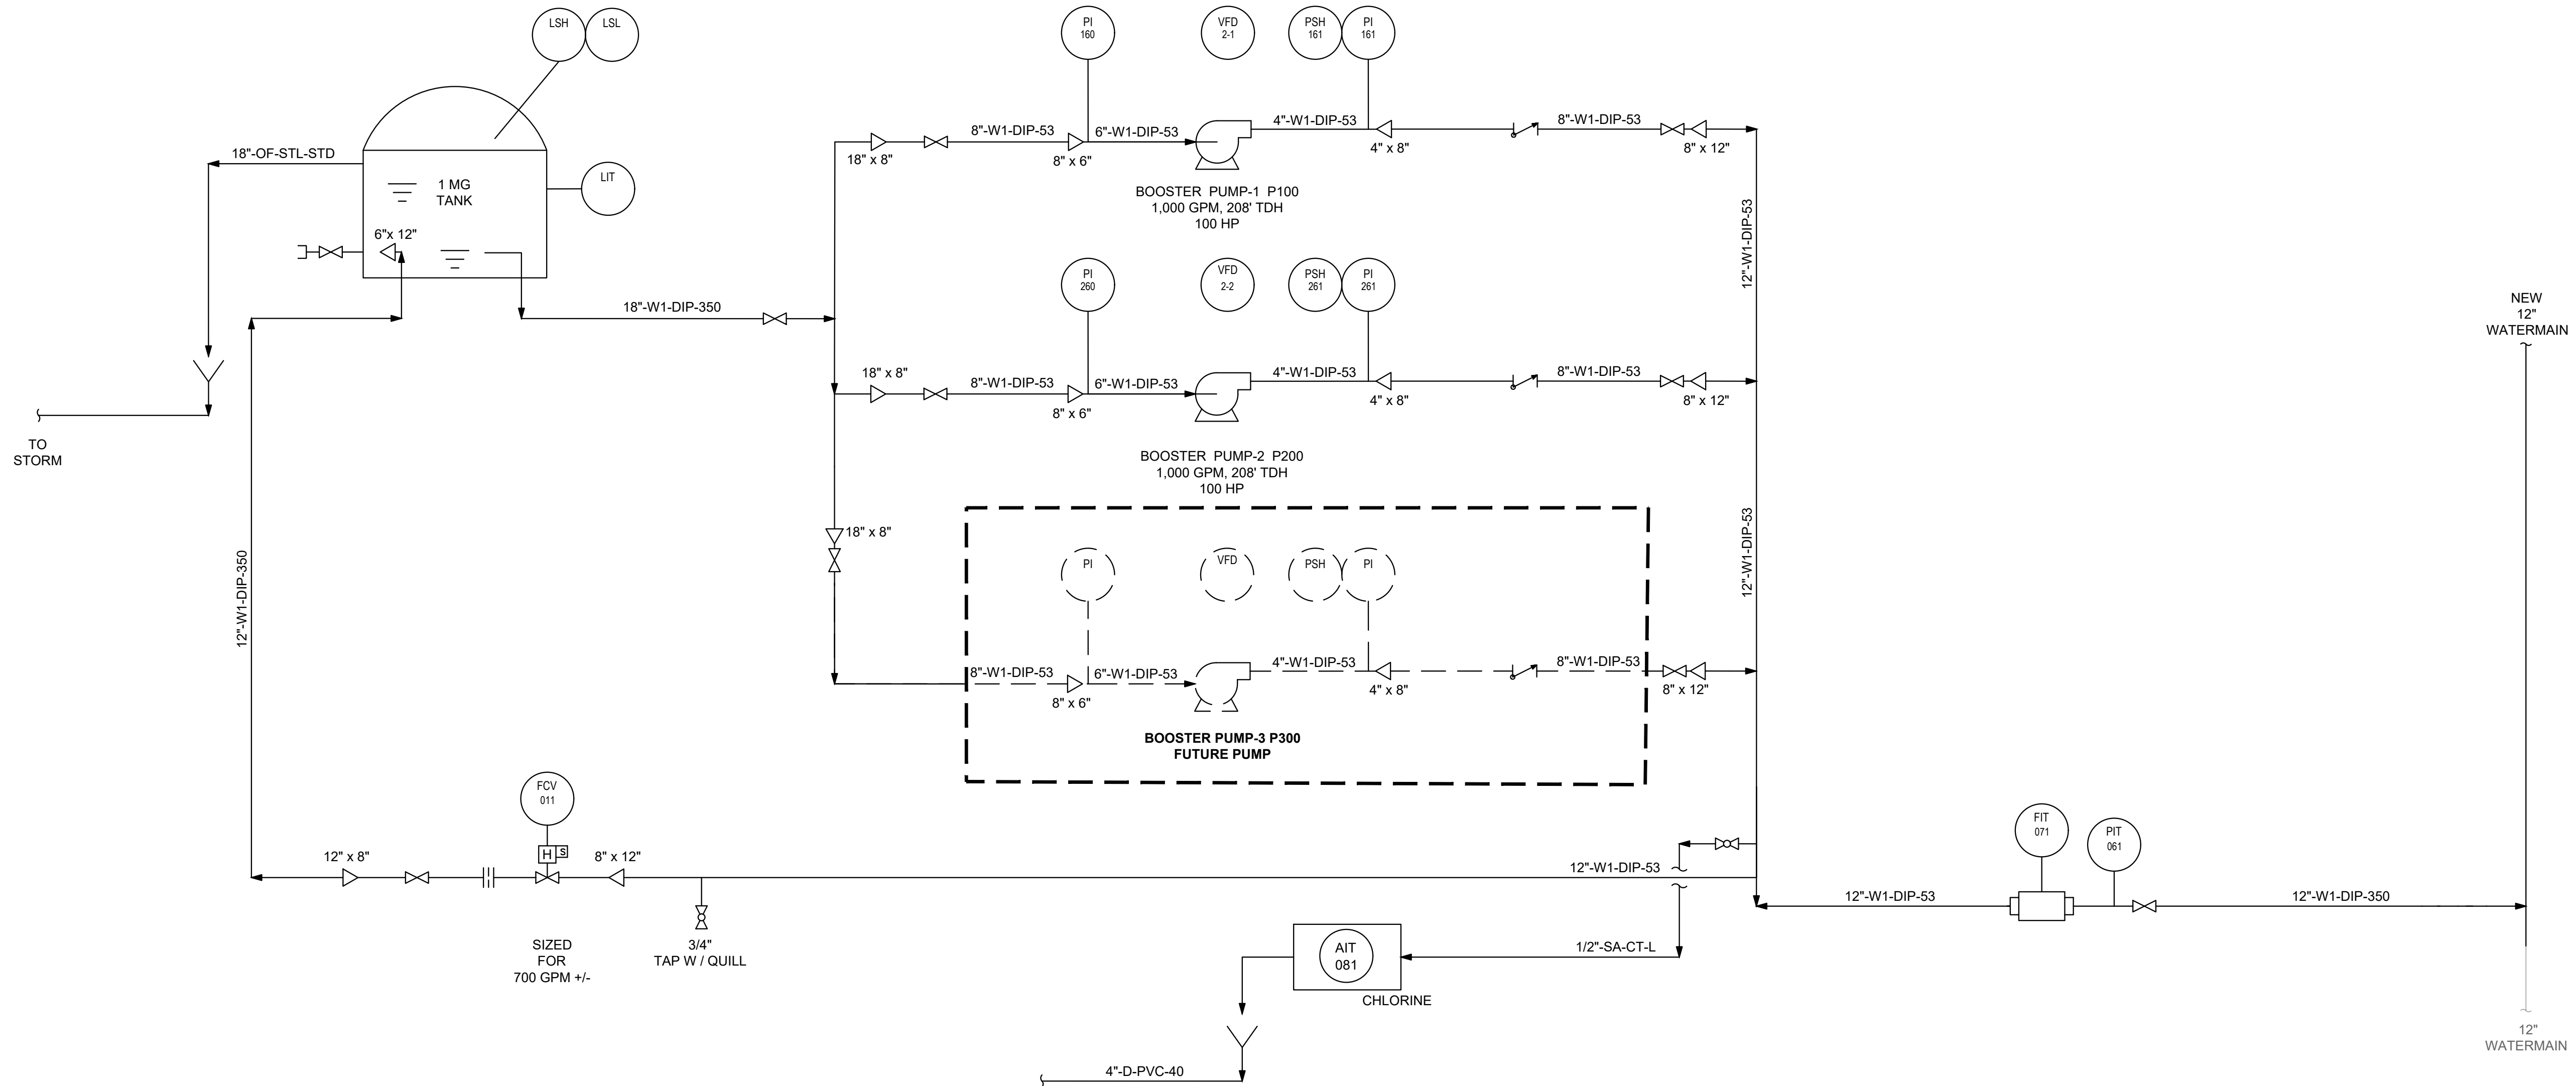 LSH
LSL
PI
160
VFD
2-1
PSH
161
PI
161
18"-OF-STL-STD
1 MG
TANK
LIT
6"x 12"
18" x 8"
8"-W1-DIP-53
8" x 6"
6"-W1-DIP-53
4"-W1-DIP-53
4" x 8"
8"-W1-DIP-53
8" x 12"
BOOSTER PUMP-1 P100
1,000 GPM, 208' TDH
100 HP
12"-W1-DIP-53
PI
260
VFD
2-2
PSH
261
PI
261
18"-W1-DIP-350
NEW
12"
WATERMAIN
18" x 8"
8"-W1-DIP-53
8" x 6"
6"-W1-DIP-53
4"-W1-DIP-53
4" x 8"
8"-W1-DIP-53
8" x 12"
TO
STORM
BOOSTER PUMP-2 P200
1,000 GPM, 208' TDH
100 HP
18" x 8"
12"-W1-DIP-53
12"-W1-DIP-350
PI
VFD
PSH
PI
8"-W1-DIP-53
8" x 6"
6"-W1-DIP-53
4"-W1-DIP-53
4" x 8"
8"-W1-DIP-53
8" x 12"
BOOSTER PUMP-3 P300
FUTURE PUMP
FCV
011
H
S
12" x 8"
8" x 12"
12"-W1-DIP-53
FIT
071
PIT
061
12"-W1-DIP-53
12"-W1-DIP-350
SIZED
FOR
700 GPM +/-
3/4"
TAP W / QUILL
AIT
081
1/2"-SA-CT-L
CHLORINE
12"
WATERMAIN
4"-D-PVC-40